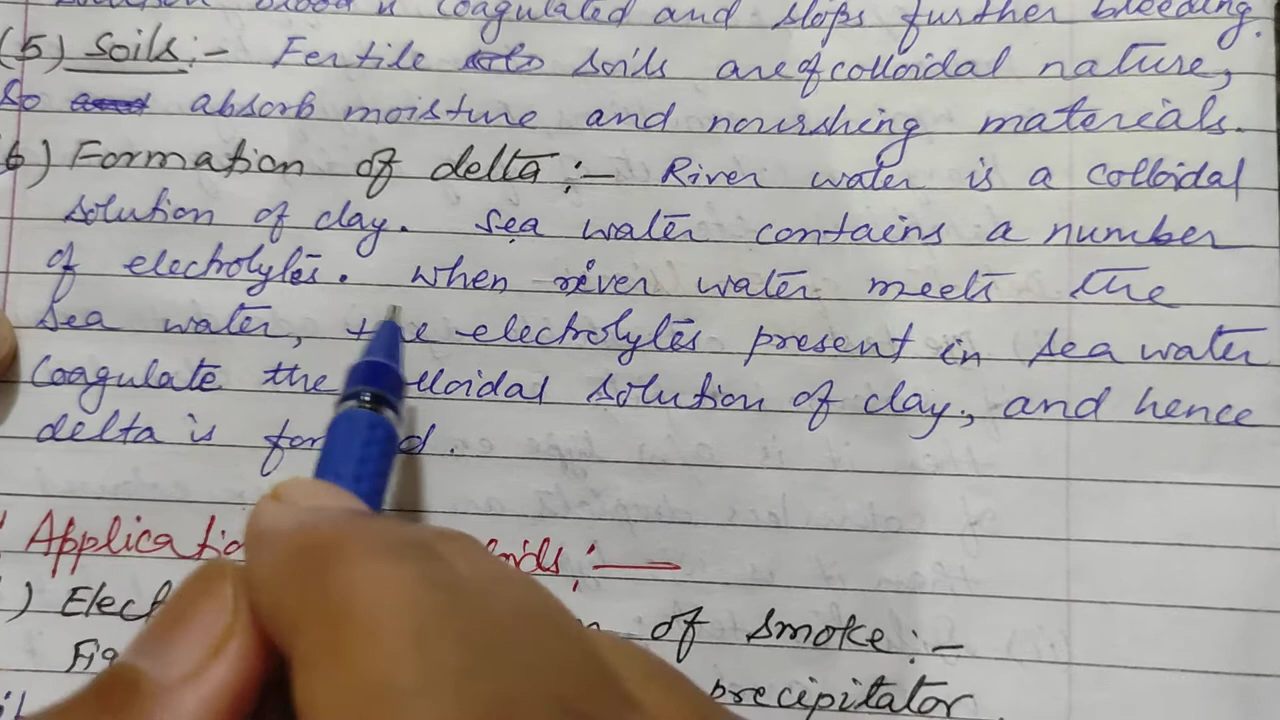 blood is coagulated and stops further bleeding.
(5) Soils:- Fertile soils are of colloidal nature,
so absorb moisture and nourshing materials.
6) Formation of delta:- River water is a colloidal
solution of clay. Sea water contains a number
of electrolytes. When river water meets the
Sea water, the electrolytes present in sea water
Coagulate the colloidal solution of clay, and hence
delta is formed.
:—
of smoke:-
precipitator.